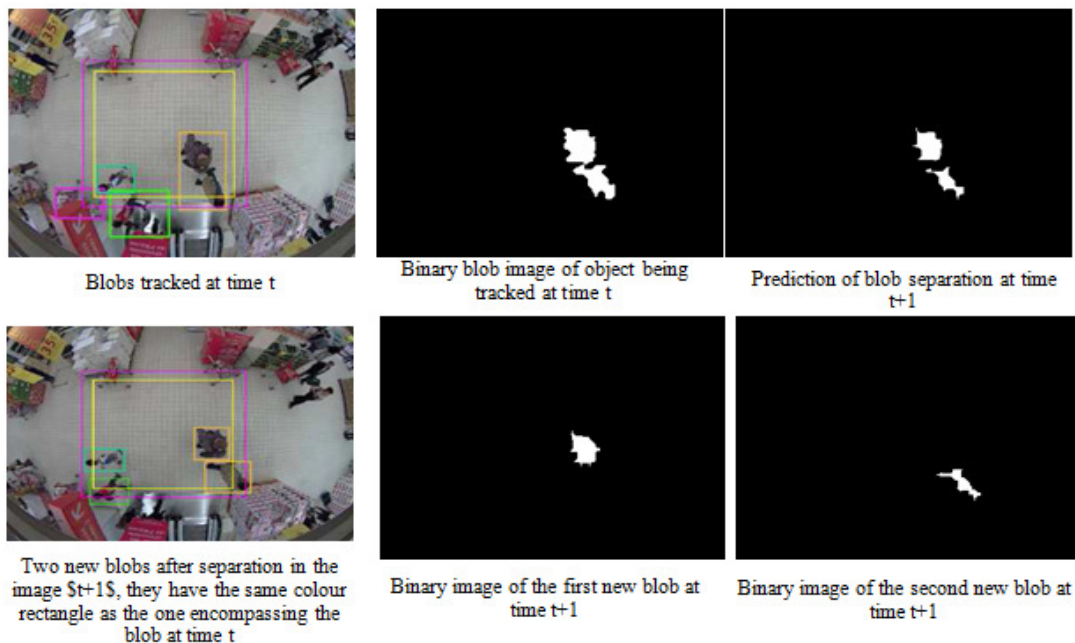 Blobs tracked at time t
Binary blob image of object being
tracked at time t
Prediction of blob separation at time
t+1
Two new blobs after separation in the
image $t+1$, they have the same colour
rectangle as the one encompassing the
blob at time t
Binary image of the first new blob at
time t+1
Binary image of the second new blob at
time t+1